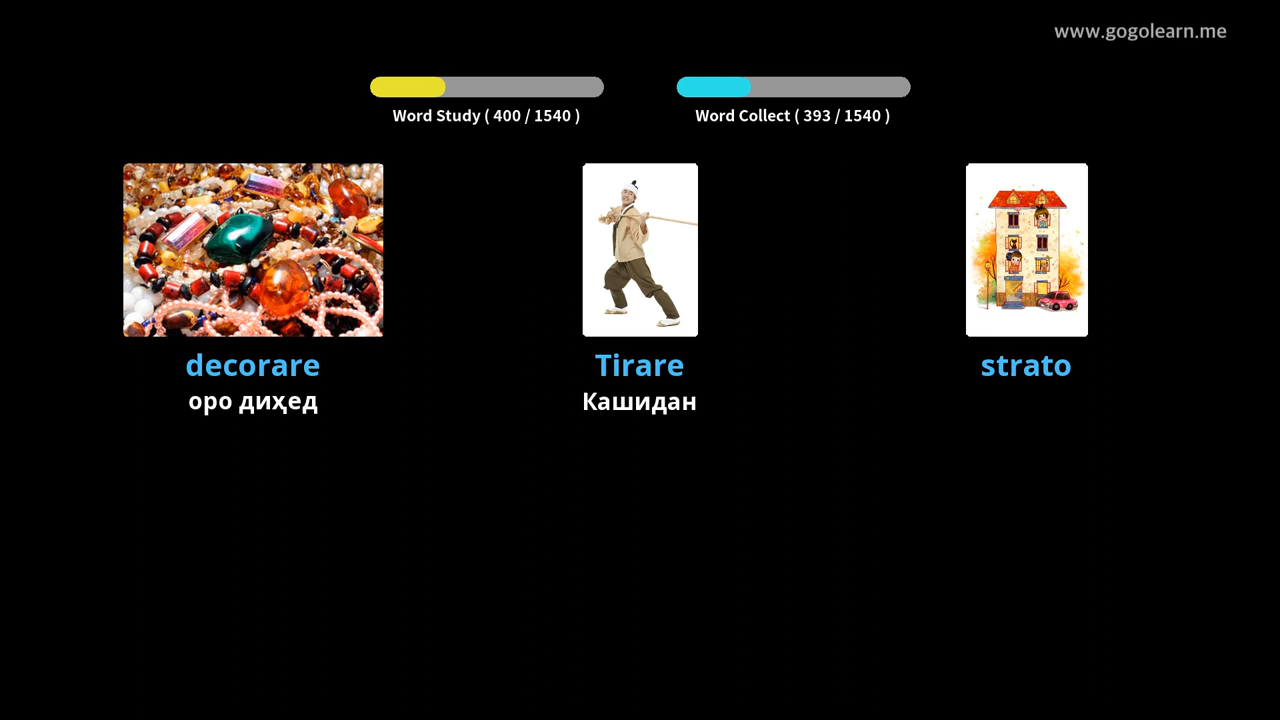 www.gogolearn.me
Word Study ( 400 / 1540 )
Word Collect ( 393 / 1540 )
decorare
оро диҳед
Tirare
Кашидан
strato